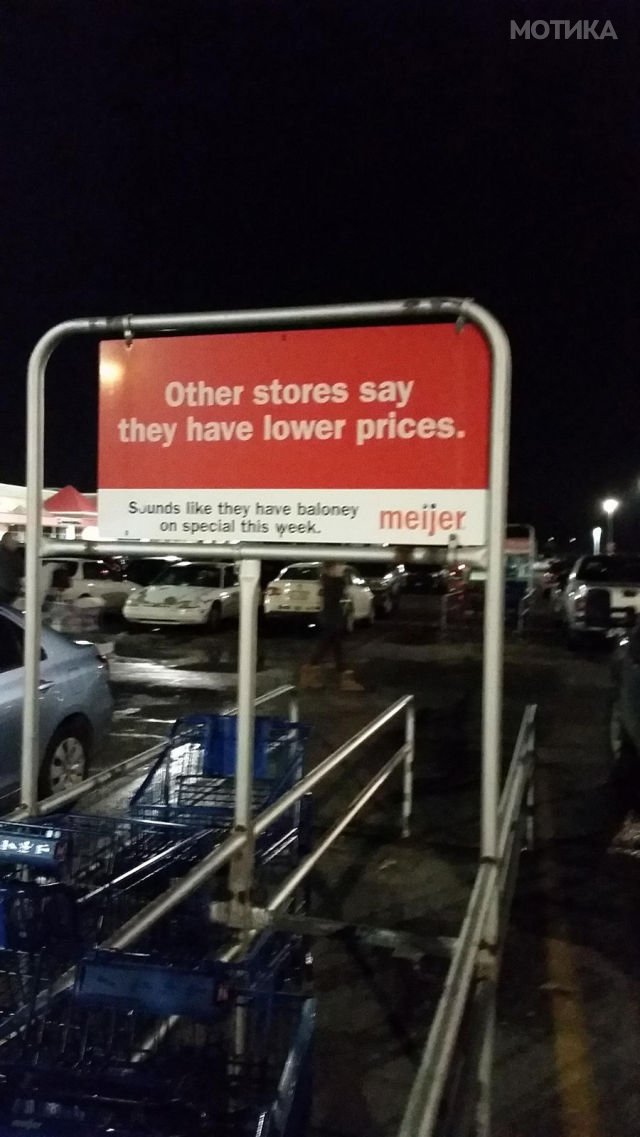 МОТИКА
Other stores say
they have lower prices.
Sounds like they have baloney
on special this week.
meijer